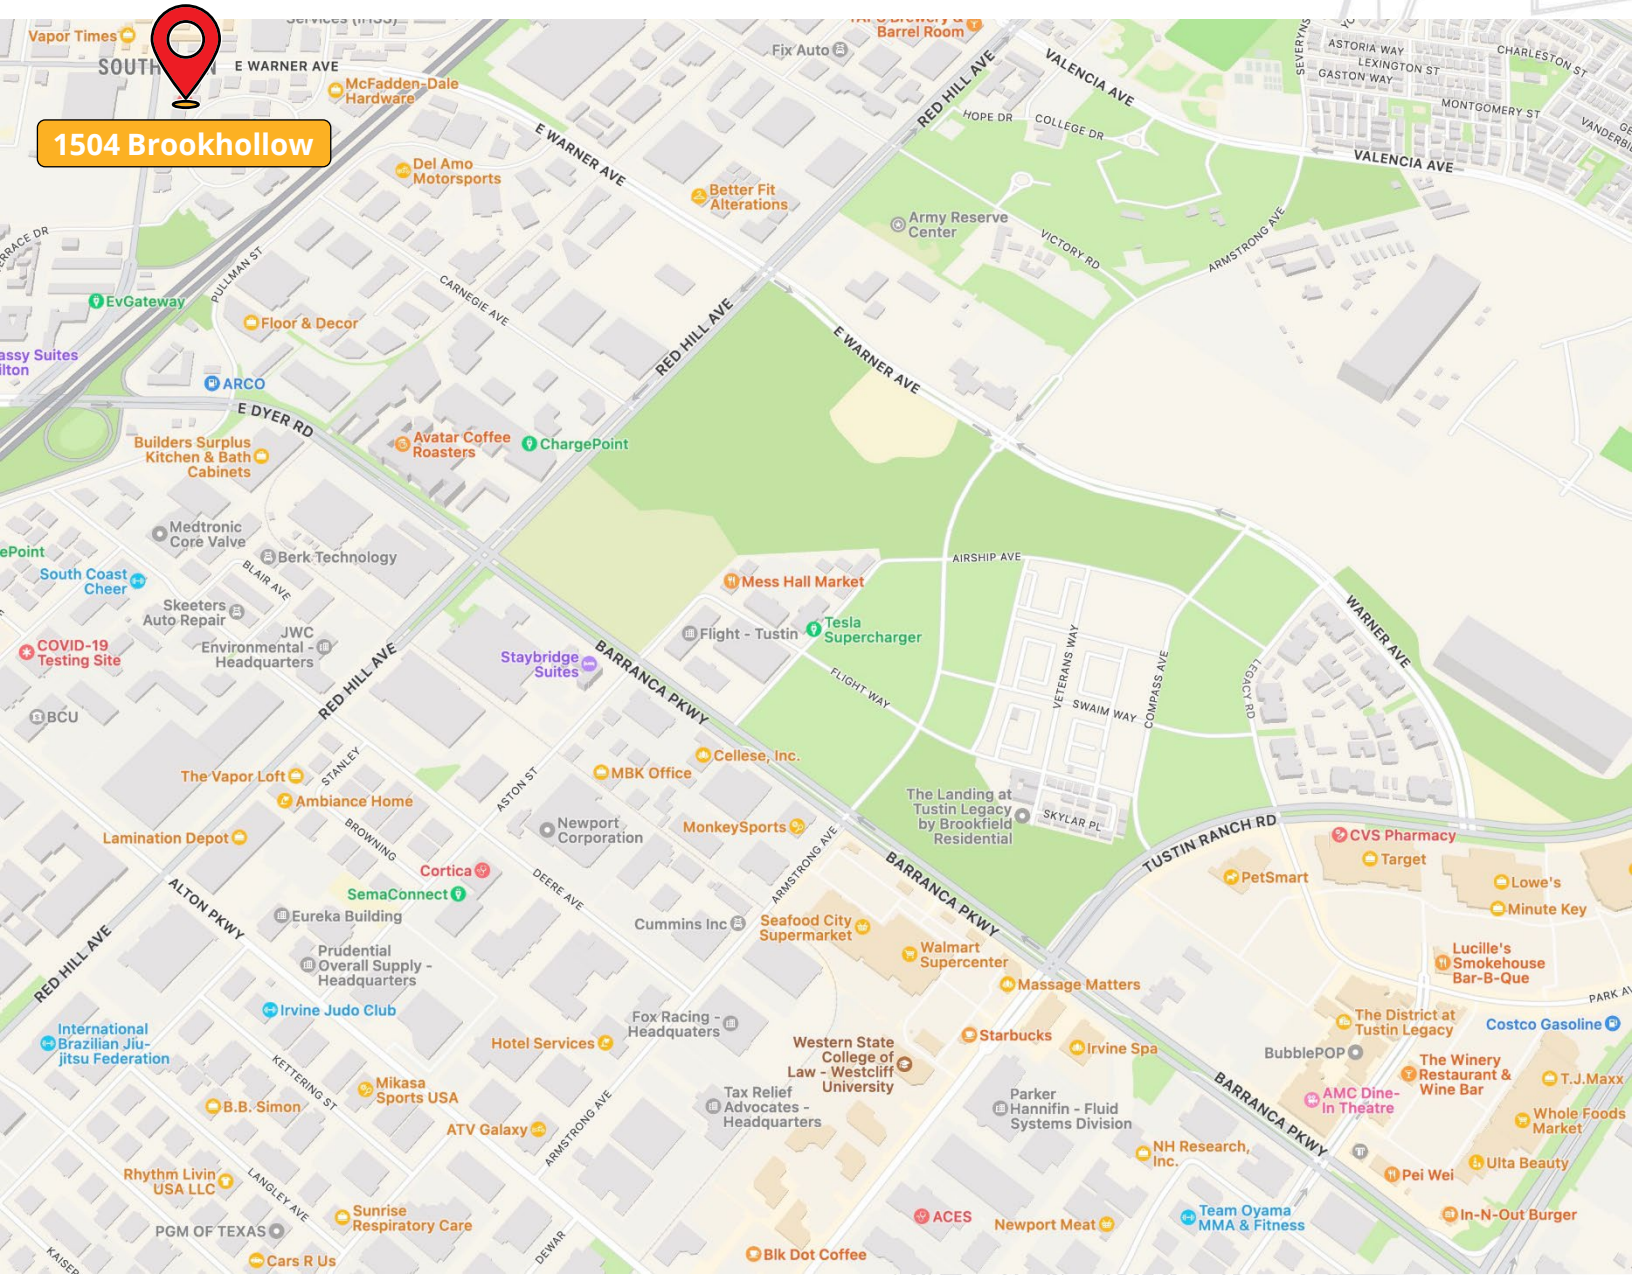 Services (IHSS)
Vapor Times
SOUTH
E WARNER AVE
McFadden-Dale
Hardware
1504 Brookhollow
Barrel Room
Fix Auto
RED HILL AVE
VALENCIA AVE
HOPE DR
COLLEGE DR
ASTORIA WAY
LEXINGTON ST
GASTON WAY
CHARLESTON ST
MONTGOMERY ST
VALENCIA AVE
E WARNER AVE
Del Amo
Motorsports
Better Fit
Alterations
Army Reserve
Center
VICTORY RD
ARMSTRONG AVE
PULLMAN ST
CARNEGIE AVE
EvGateway
Floor & Decor
RED HILL AVE
E WARNER AVE
assy Suites
ilton
ARCO
E DYER RD
Builders Surplus
Kitchen & Bath
Cabinets
Avatar Coffee
Roasters
ChargePoint
Medtronic
Core Valve
Berk Technology
ePoint
South Coast
Cheer
BLAIR AVE
Skeeters
Auto Repair
JWC
Environmental -
Headquarters
COVID-19
Testing Site
AIRSHIP AVE
Mess Hall Market
Flight - Tustin
Tesla
Supercharger
Staybridge
Suites
BARRANCA PKWY
FLIGHT WAY
VETERANS WAY
SWAIM WAY
COMPASS AVE
LEGACY RD
WARNER AVE
RED HILL AVE
BCU
Cellese, Inc.
MBK Office
The Vapor Loft
STANLEY
ASTON ST
Ambiance Home
Lamination Depot
BROWNING
Newport
Corporation
MonkeySports
The Landing at
Tustin Legacy
by Brookfield
Residential
SKYLAR PL
TUSTIN RANCH RD
CVS Pharmacy
Target
PetSmart
Lowe's
Minute Key
Cortica
SemaConnect
DEERE AVE
ARMSTRONG AVE
BARRANCA PKWY
ALTON PKWY
Eureka Building
Cummins Inc
Seafood City
Supermarket
Walmart
Supercenter
Massage Matters
Lucille's
Smokehouse
Bar-B-Que
RED HILL AVE
Prudential
Overall Supply -
Headquarters
Irvine Judo Club
International
Brazilian Jiu-
jitsu Federation
Fox Racing -
Headquaters
Hotel Services
Western State
College of
Law - Westcliff
University
Starbucks
Irvine Spa
The District at
Tustin Legacy
PARK AV
Costco Gasoline
BubblePOP
The Winery
Restaurant &
Wine Bar
T.J.Maxx
AMC Dine-
In Theatre
Whole Foods
Market
KETTERING ST
Mikasa
Sports USA
B.B. Simon
ATV Galaxy
ARMSTRONG AVE
Tax Relief
Advocates -
Headquarters
Parker
Hannifin - Fluid
Systems Division
BARRANCA PKWY
NH Research,
Inc.
Pei Wei
Ulta Beauty
Rhythm Livin
USA LLC
LANGLEY AVE
Sunrise
Respiratory Care
PGM OF TEXAS
Cars R Us
DEWAR
ACES
Newport Meat
Team Oyama
MMA & Fitness
In-N-Out Burger
Blk Dot Coffee
KAISER